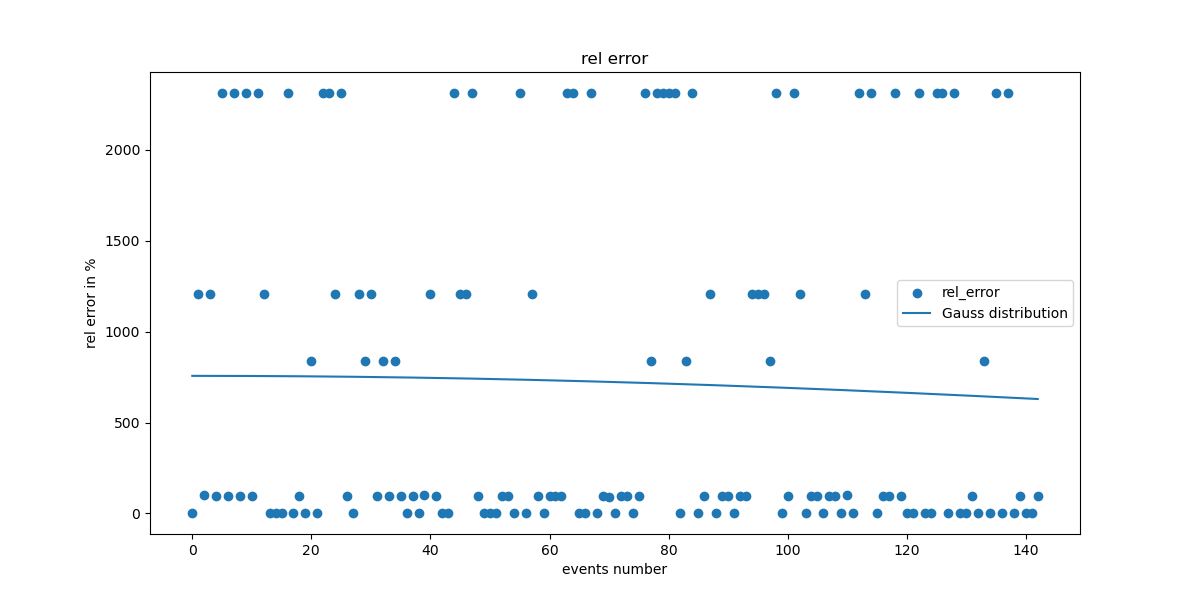 rel error
rel error in %
2000
1500
1000
500
0
rel_error
Gauss distribution
0 20 40 60 80 100 120 140
events number